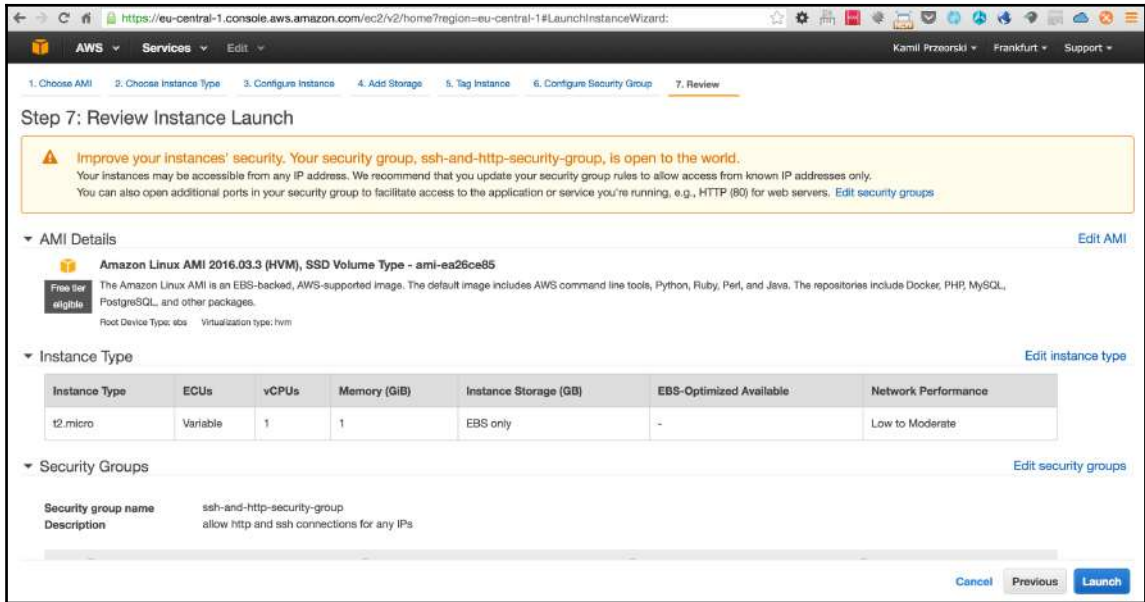 https://eu-central-1.console.aws.amazon.com/ec2/v2/home?region=eu-central-1#LaunchInstanceWizard:
AWS Services Edit Kamil Przeorski Frankfurt Support
1. Choose AMI 2. Choose Instance Type 3. Configure Instance 4. Add Storage 5. Tag Instance 6. Configure Security Group 7. Review
Step 7: Review Instance Launch
Improve your instances' security. Your security group, ssh-and-http-security-group, is open to the world.
Your instances may be accessible from any IP address. We recommend that you update your security group rules to allow access from known IP addresses only.
You can also open additional ports in your security group to facilitate access to the application or service you're running, e.g., HTTP (80) for web servers. Edit security groups
AMI Details Edit AMI
Amazon Linux AMI 2016.03.3 (HVM), SSD Volume Type - ami-ea26ce85
Free tier eligible
The Amazon Linux AMI is an EBS-backed, AWS-supported image. The default image includes AWS command line tools, Python, Ruby, Perl, and Java. The repositories include Docker, PHP, MySQL,
PostgreSQL, and other packages.
Root Device Type: ebs Virtualization type: hvm
Instance Type Edit instance type
Instance Type ECUs vCPUs Memory (GiB) Instance Storage (GB) EBS-Optimized Available Network Performance
t2.micro Variable 1 1 EBS only - Low to Moderate
Security Groups Edit security groups
Security group name ssh-and-http-security-group
Description allow http and ssh connections for any IPs
Cancel Previous Launch